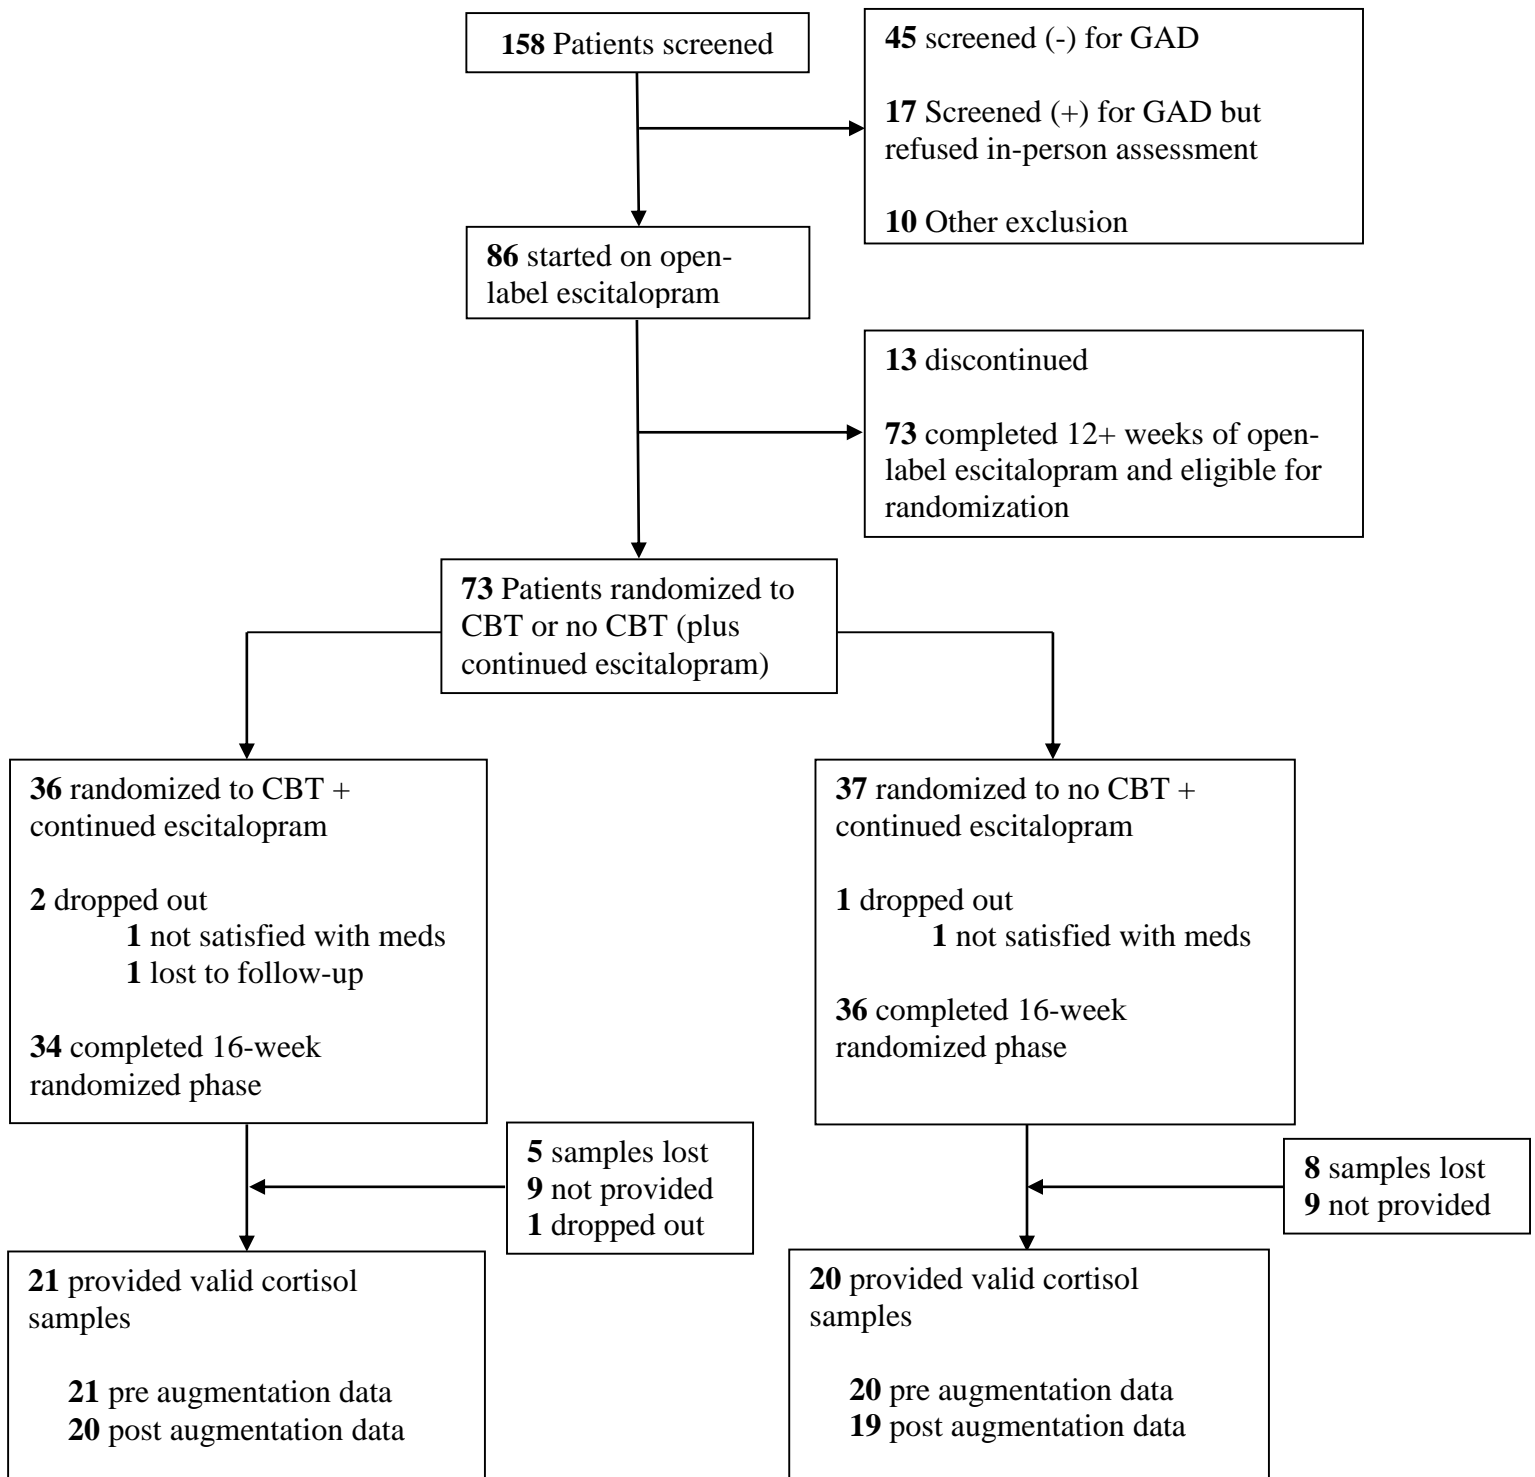 158 Patients screened
45 screened (-) for GAD
17 Screened (+) for GAD but
refused in-person assessment
10 Other exclusion
86 started on open-
label escitalopram
13 discontinued
73 completed 12+ weeks of open-
label escitalopram and eligible for
randomization
73 Patients randomized to
CBT or no CBT (plus
continued escitalopram)
36 randomized to CBT +
continued escitalopram
2 dropped out
1 not satisfied with meds
1 lost to follow-up
34 completed 16-week
randomized phase
37 randomized to no CBT +
continued escitalopram
1 dropped out
1 not satisfied with meds
36 completed 16-week
randomized phase
5 samples lost
9 not provided
1 dropped out
8 samples lost
9 not provided
21 provided valid cortisol
samples
21 pre augmentation data
20 post augmentation data
20 provided valid cortisol
samples
20 pre augmentation data
19 post augmentation data